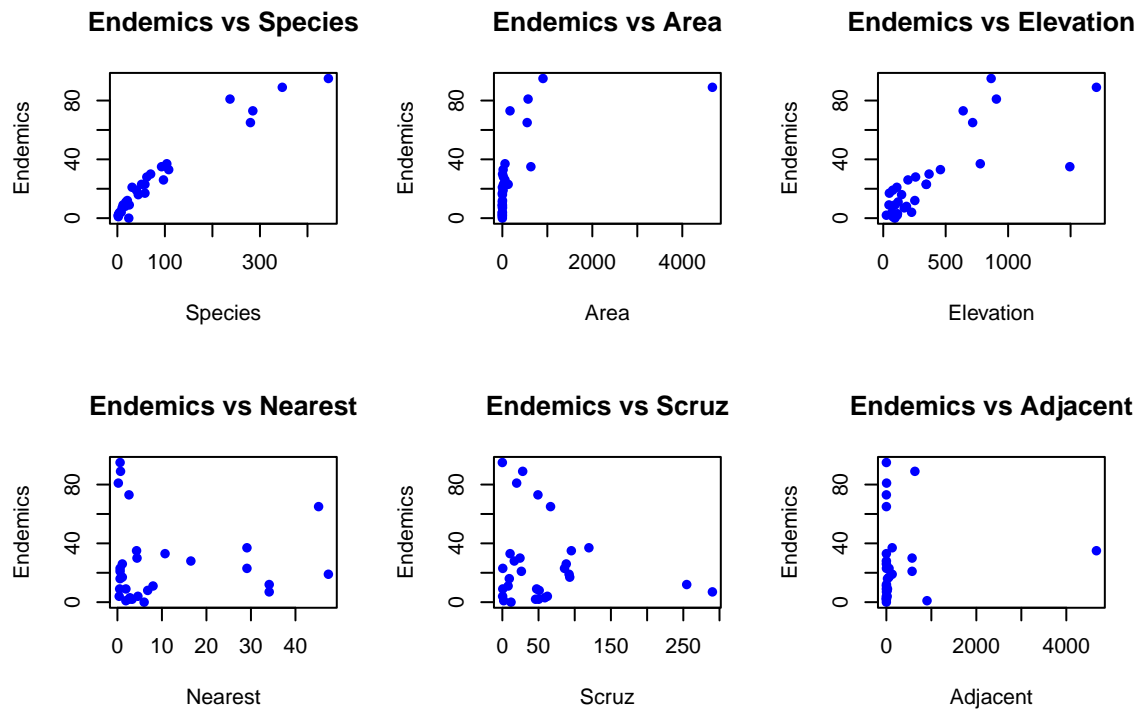 Endemics vs Species
Endemics
0 40 80
0 100 300
Species
Endemics vs Area
Endemics
0 40 80
0 2000 4000
Area
Endemics vs Elevation
Endemics
0 40 80
0 500 1000
Elevation
Endemics vs Nearest
Endemics
0 40 80
0 10 20 30 40
Nearest
Endemics vs Scruz
Endemics
0 40 80
0 50 150 250
Scruz
Endemics vs Adjacent
Endemics
0 40 80
0 2000 4000
Adjacent